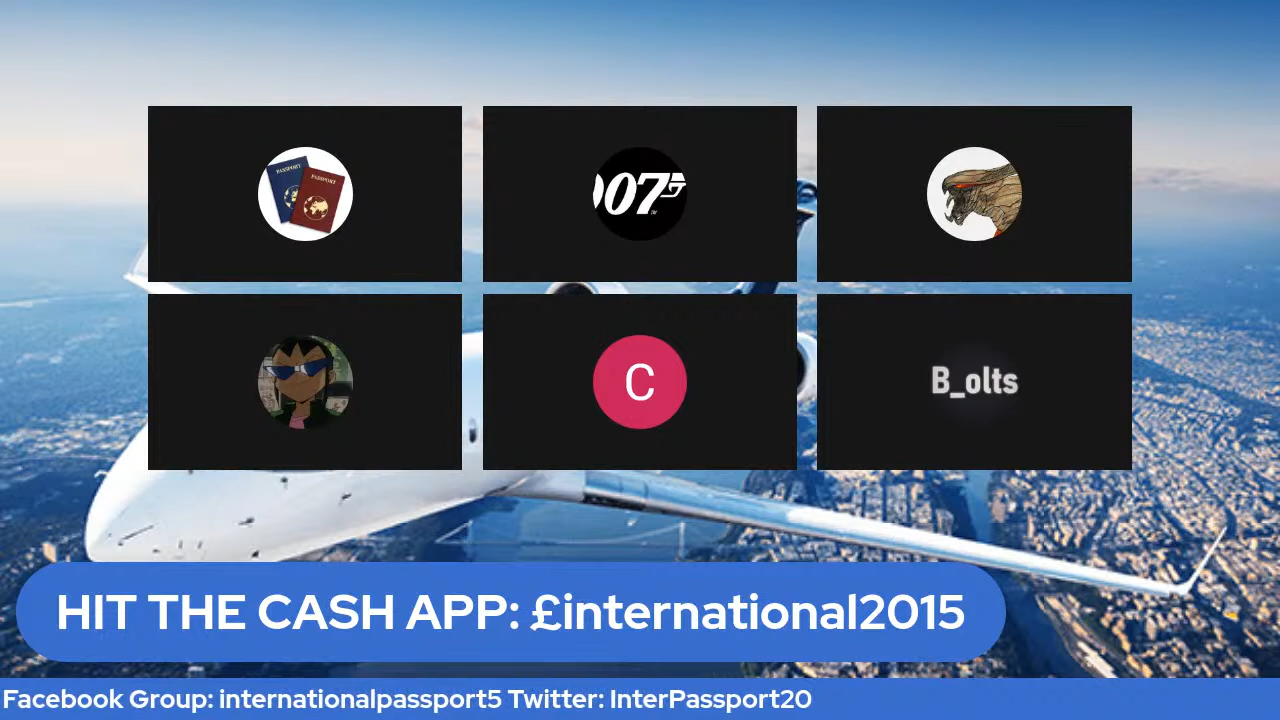 PASSPORT
PASSPORT
007
C
B_olts
HIT THE CASH APP: £international2015
Facebook Group: internationalpassport5 Twitter: InterPassport20